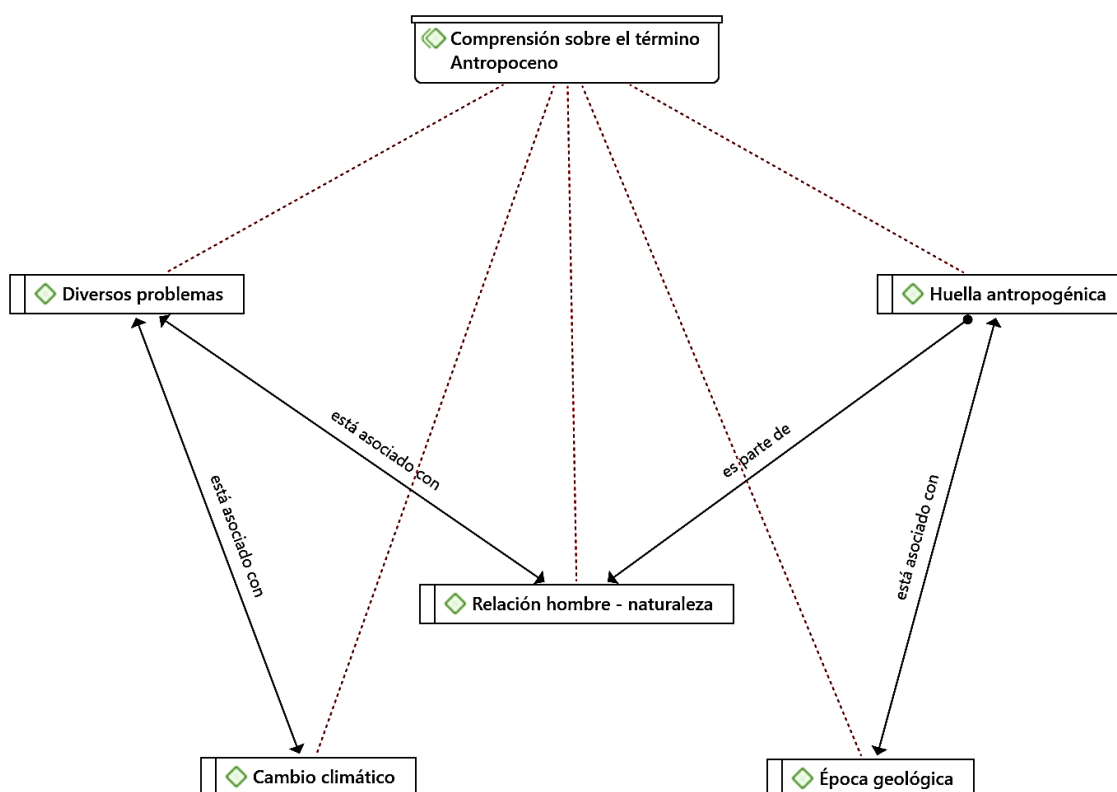 Comprensión sobre el término
Antropoceno
Diversos problemas
Huella antropogénica
está asociado con
es parte de
está asociado con
está asociado con
Relación hombre - naturaleza
Cambio climático
Época geológica